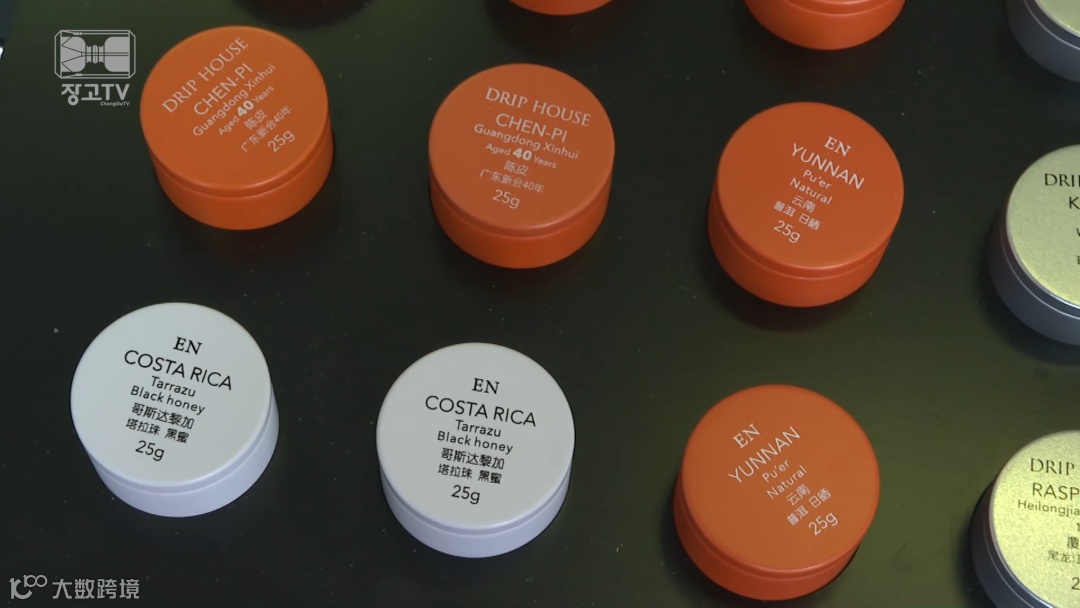 장고TV
ChangGuTV
DRIP HOUSE
CHEN-PI
Guangdong Xinhui
Aged 40 Years
陈皮
广东新会40年
25g
DRIP HOUSE
CHEN-PI
Guangdong Xinhui
Aged 40 Years
陈皮
广东新会40年
25g
EN
YUNNAN
Pu'er
Natural
云南
普洱 日晒
25g
EN
COSTA RICA
Tarrazu
Black honey
哥斯达黎加
塔拉珠 黑蜜
25g
EN
COSTA RICA
Tarrazu
Black honey
哥斯达黎加
塔拉珠 黑蜜
25g
EN
YUNNAN
Pu'er
Natural
云南
普洱 日晒
25g
DRIP
RASP
Heilongjia
覆
黑龙江
大数跨境